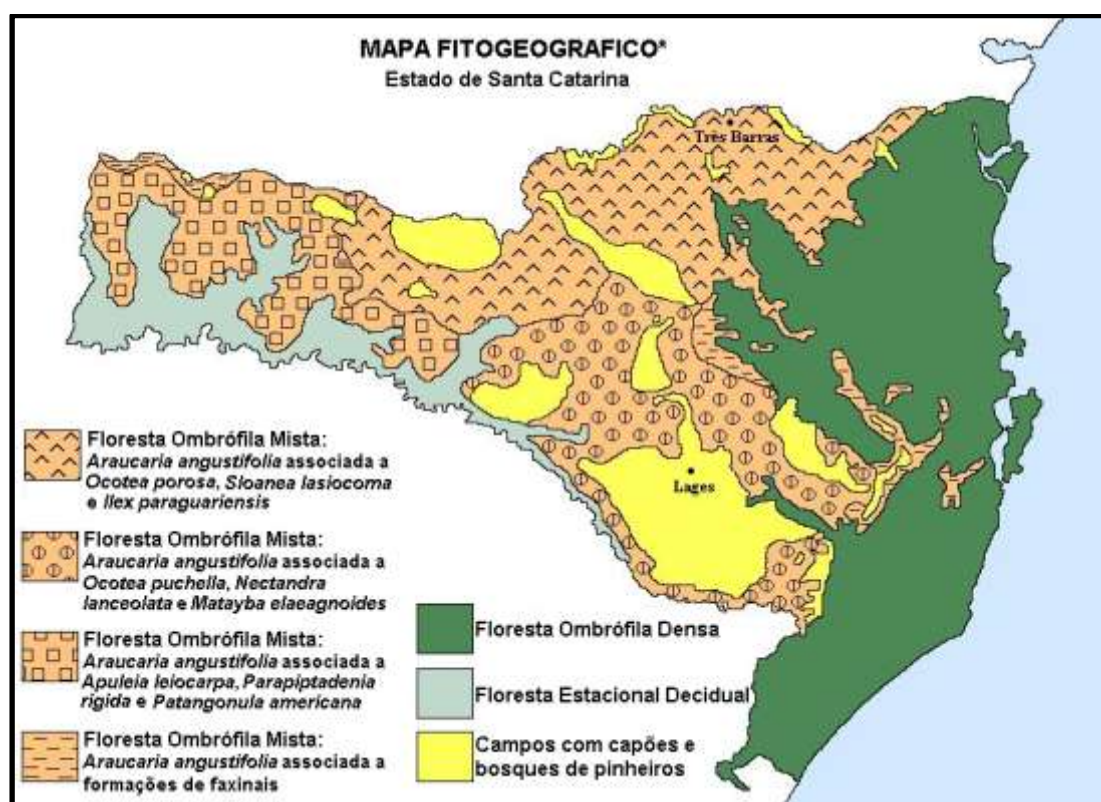 MAPA FITOGEOGRAFICO*
Estado de Santa Catarina
Três Barras
Lages
Floresta Ombrófila Mista:
Araucaria angustifolia associada a
Ocotea porosa, Sloanea lasiocoma
e Ilex paraguariensis
Floresta Ombrófila Mista:
Araucaria angustifolia associada a
Ocotea puchella, Nectandra
lanceolata e Matayba elaeagnoides
Floresta Ombrófila Mista:
Araucaria angustifolia associada a
Apuleia leiocarpa, Parapiptadenia
rigida e Patangonula americana
Floresta Ombrófila Mista:
Araucaria angustifolia associada a
formações de faxinais
Floresta Ombrófila Densa
Floresta Estacional Decidual
Campos com capões e
bosques de pinheiros